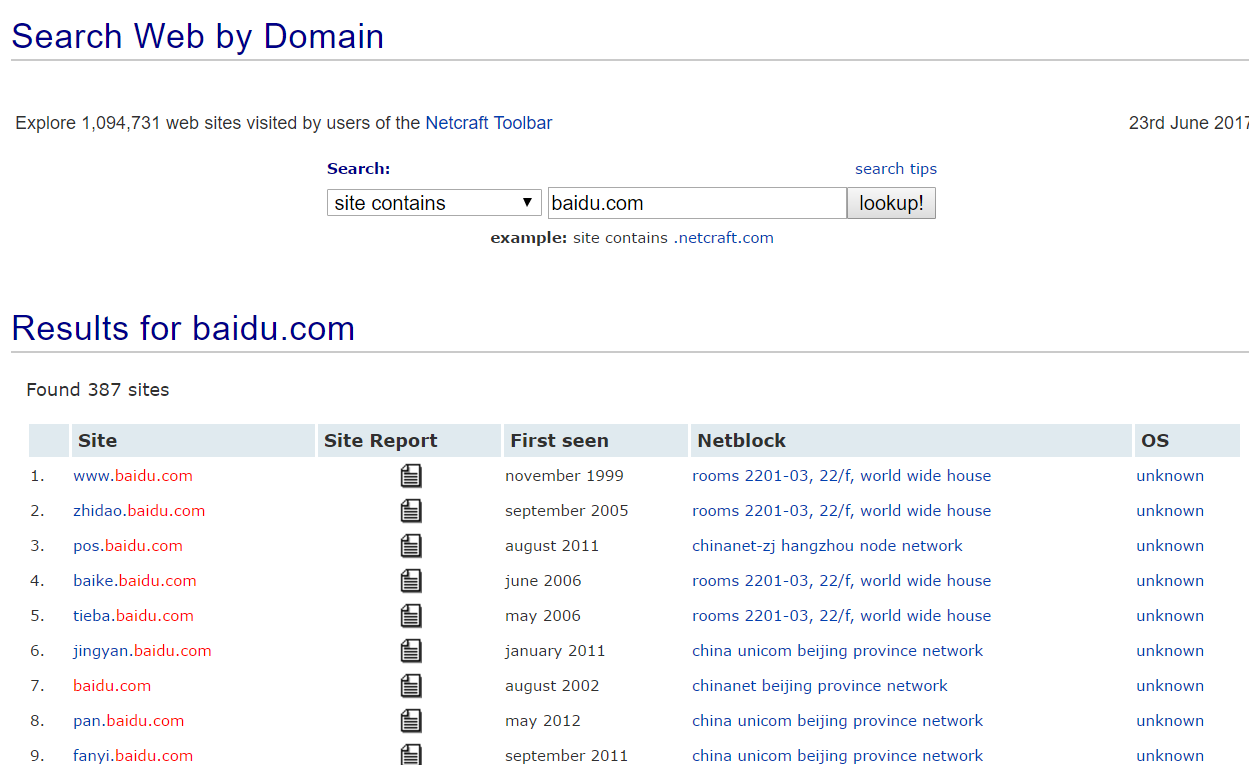 Search Web by Domain
Explore 1,094,731 web sites visited by users of the Netcraft Toolbar 23rd June 2017
Search: search tips
site contains baidu.com lookup!
example: site contains .netcraft.com
Results for baidu.com
Found 387 sites
Site Site Report First seen Netblock OS
1. www.baidu.com november 1999 rooms 2201-03, 22/f, world wide house unknown
2. zhidao.baidu.com september 2005 rooms 2201-03, 22/f, world wide house unknown
3. pos.baidu.com august 2011 chinanet-zj hangzhou node network unknown
4. baike.baidu.com june 2006 rooms 2201-03, 22/f, world wide house unknown
5. tieba.baidu.com may 2006 rooms 2201-03, 22/f, world wide house unknown
6. jingyan.baidu.com january 2011 china unicom beijing province network unknown
7. baidu.com august 2002 chinanet beijing province network unknown
8. pan.baidu.com may 2012 china unicom beijing province network unknown
9. fanyi.baidu.com september 2011 china unicom beijing province network unknown